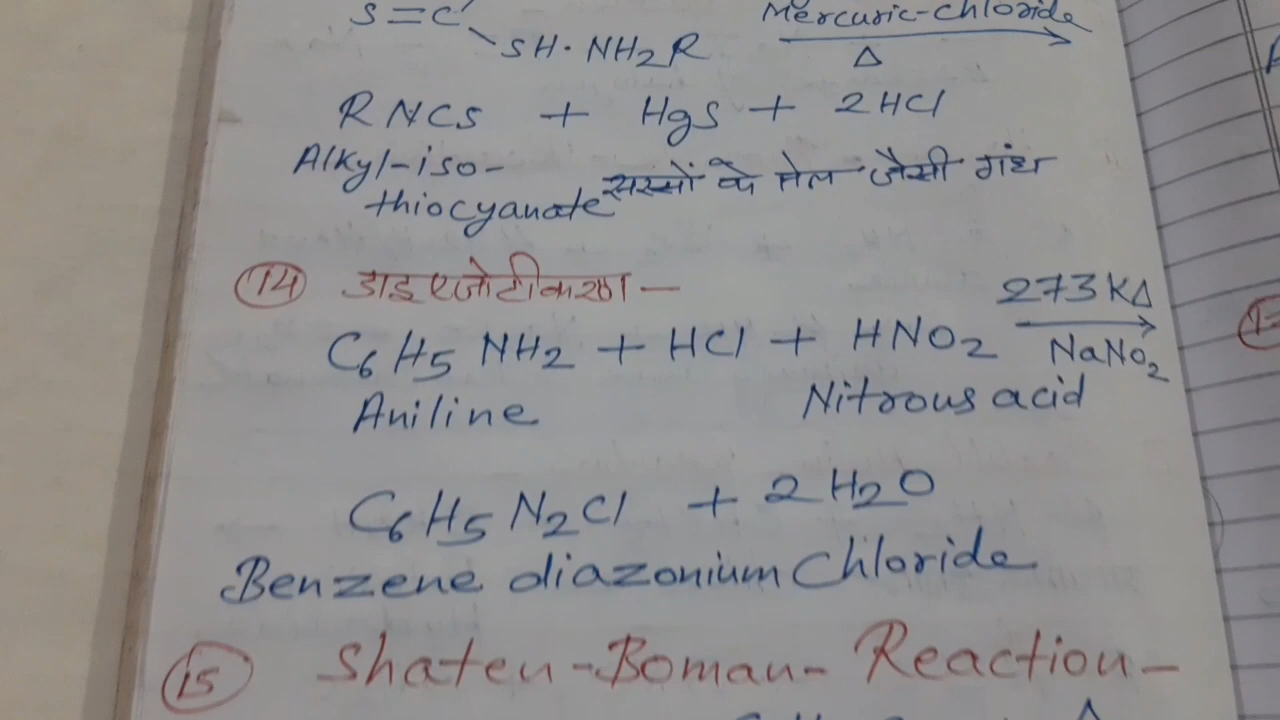 S=C
SH·NH2R Mercuric-chloride
Δ
RNCS + HgS + 2HCl
Alkyl-iso-
thiocyanate सरसों के तेल जैसी गंध
14 डाइएजोटीकरण —
C6H5NH2 + HCl + HNO2 273KΔ
NaNO2
Aniline Nitrous acid
C6H5N2Cl + 2H2O
Benzene diazonium Chloride
15 Shaten-Boman-Reaction-
Δ